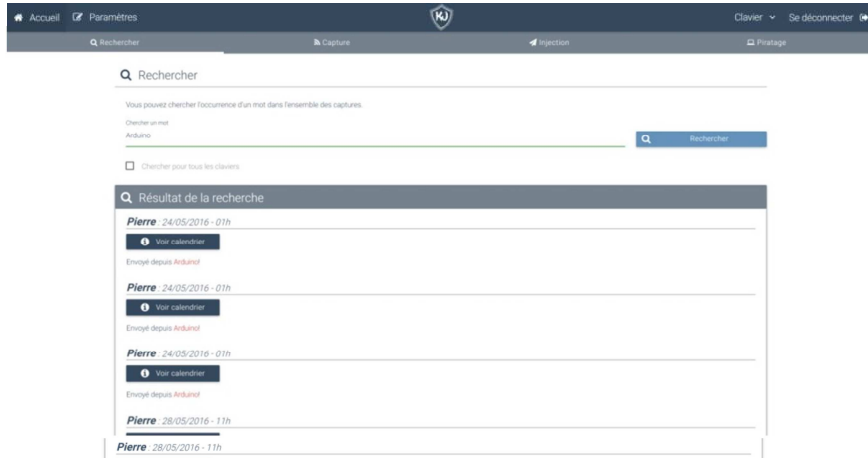 Accueil Paramètres KJ Clavier Se déconnecter
Rechercher Capture Injection Piratage
Rechercher
Vous pouvez chercher l'occurrence d'un mot dans l'ensemble des captures.
Chercher un mot
Arduino
Rechercher
Chercher pour tous les claviers
Résultat de la recherche
Pierre : 24/05/2016 - 01h
Voir calendrier
Envoyé depuis Arduino!
Pierre : 24/05/2016 - 01h
Voir calendrier
Envoyé depuis Arduino!
Pierre : 24/05/2016 - 01h
Voir calendrier
Envoyé depuis Arduino!
Pierre : 28/05/2016 - 11h
Pierre : 28/05/2016 - 11h